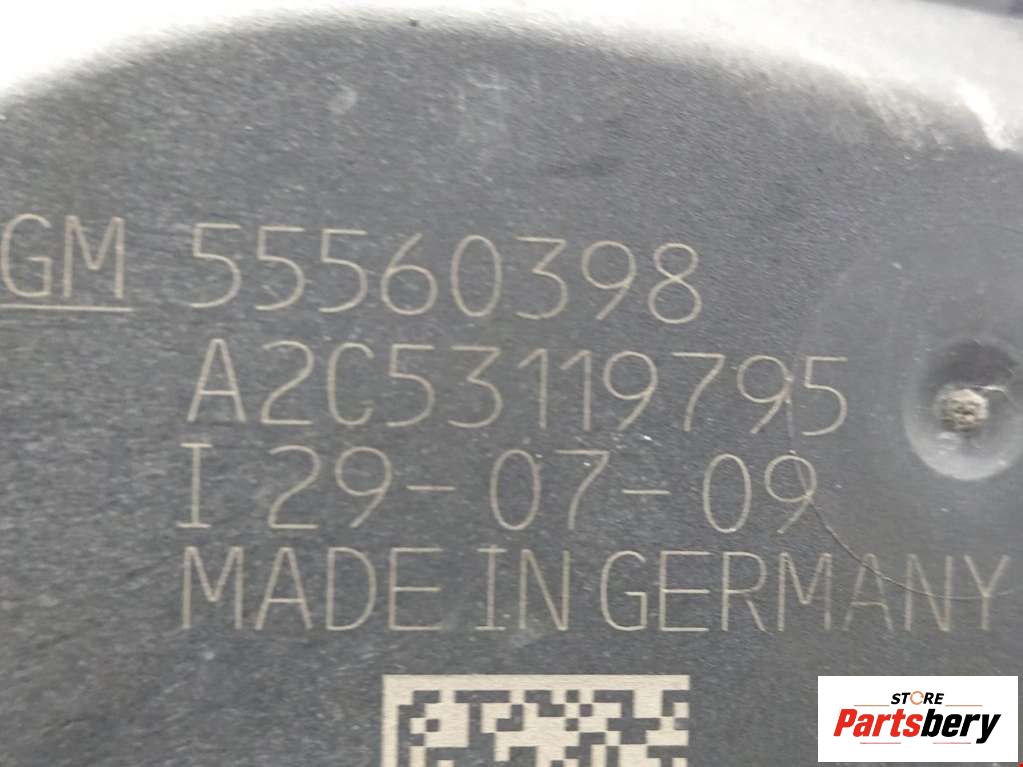 GM 55560398
A2C53119795
I 29-07-09
MADE IN GERMANY
STORE
Partsbery